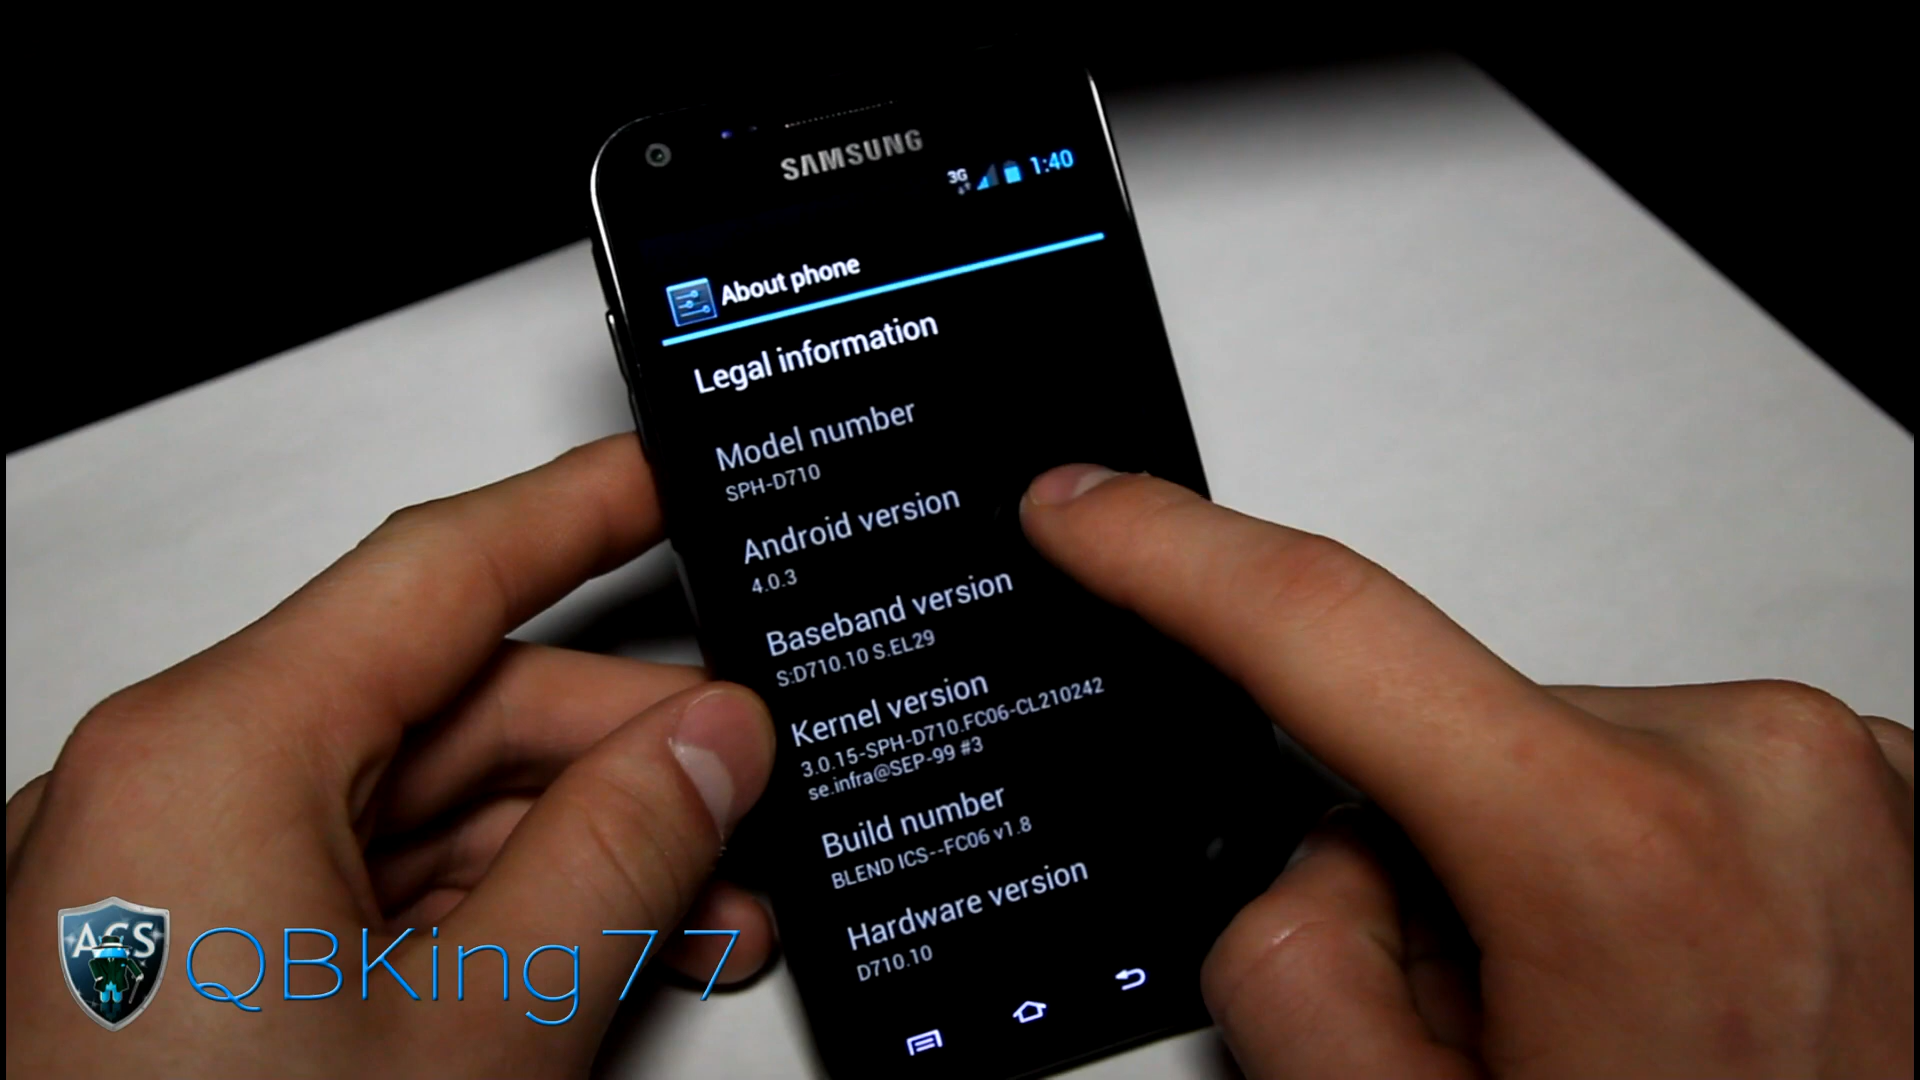 SAMSUNG
3G 1:40
About phone
Legal information
Model number
SPH-D710
Android version
4.0.3
Baseband version
S:D710.10 S.EL29
Kernel version
3.0.15-SPH-D710.FC06-CL210242
se.infra@SEP-99 #3
Build number
BLEND ICS--FC06 v1.8
Hardware version
D710.10
ACS
QBKing77